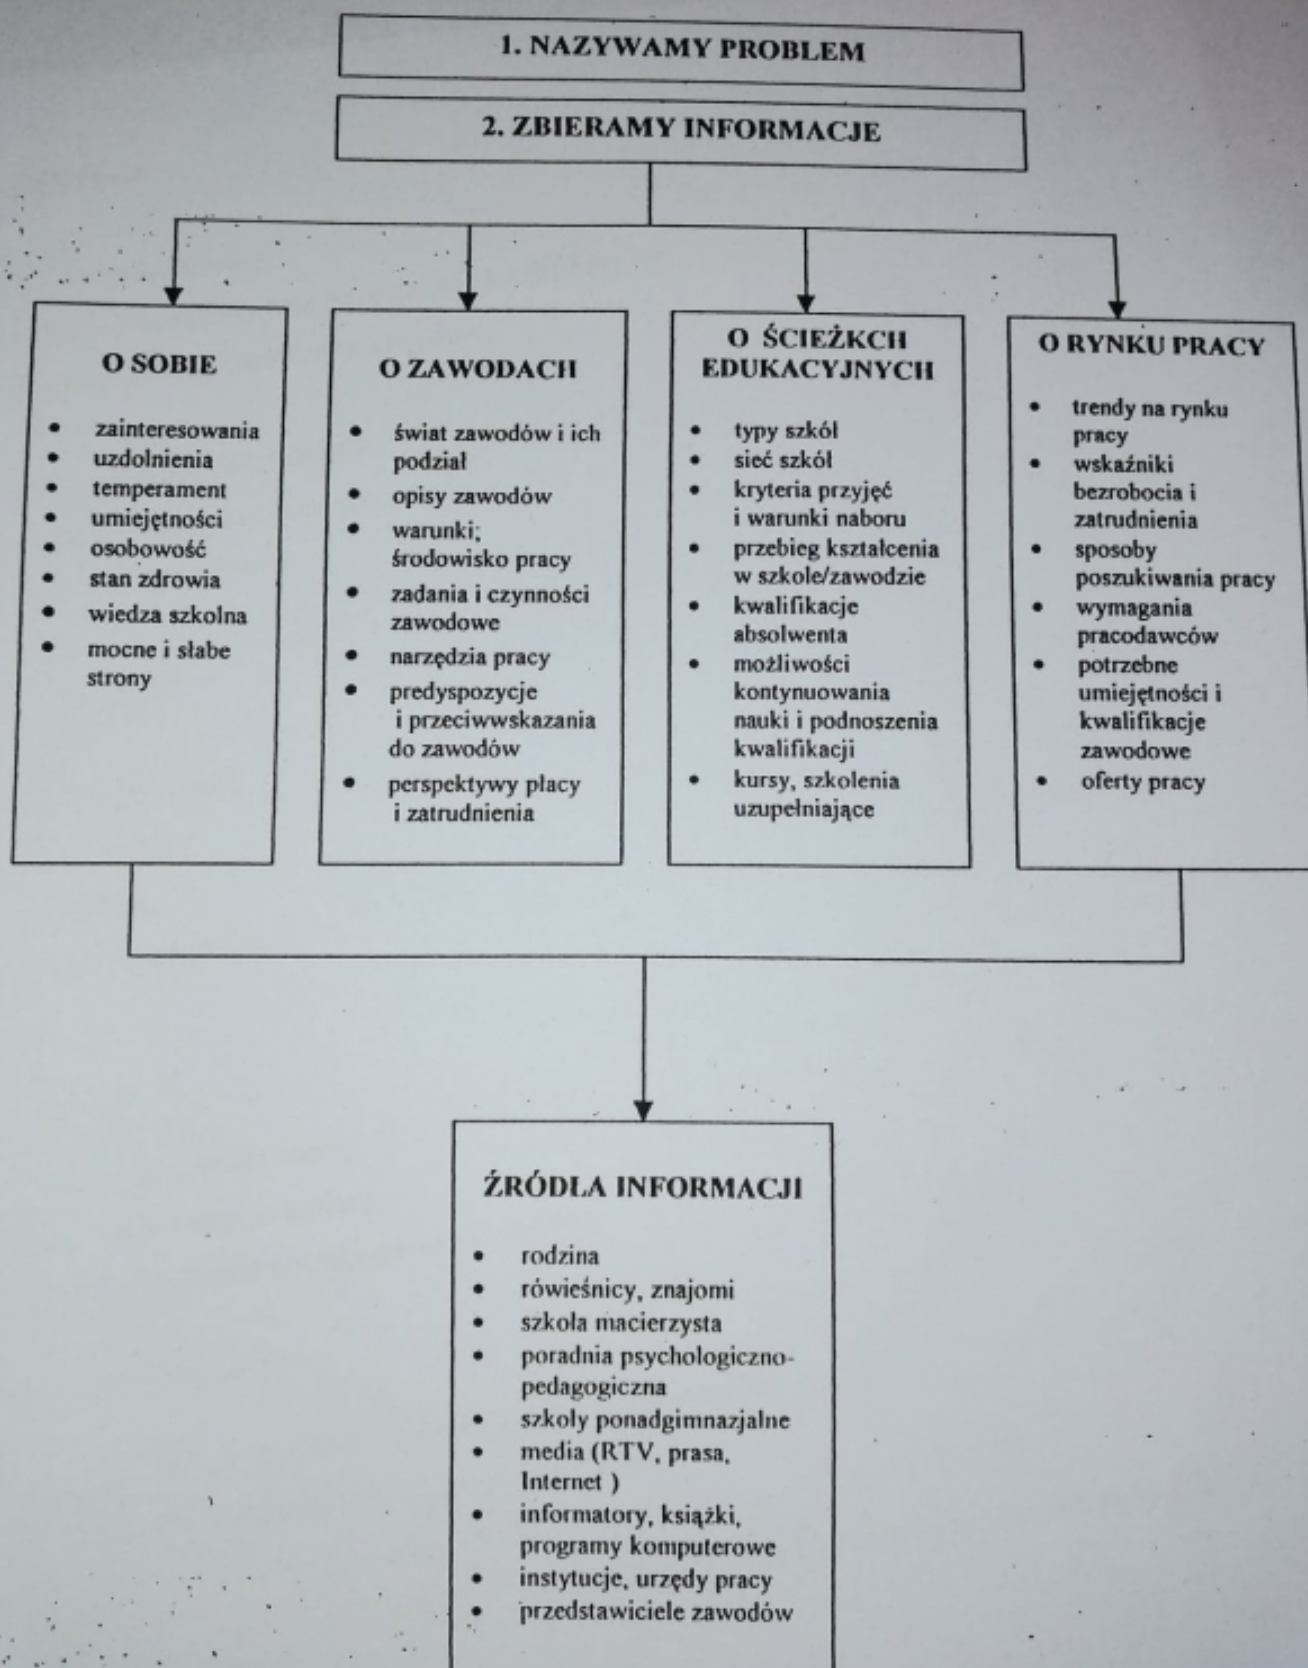 1. NAZYWAMY PROBLEM
2. ZBIERAMY INFORMACJE
O SOBIE
• zainteresowania
• uzdolnienia
• temperament
• umiejętności
• osobowość
• stan zdrowia
• wiedza szkolna
• mocne i słabe
strony
O ZAWODACH
• świat zawodów i ich
podział
• opisy zawodów
• warunki;
środowisko pracy
• zadania i czynności
zawodowe
• narzędzia pracy
• predyspozycje
i przeciwwskazania
do zawodów
• perspektywy płacy
i zatrudnienia
O ŚCIEŻKCH
EDUKACYJNYCH
• typy szkół
• sieć szkół
• kryteria przyjęć
i warunki naboru
• przebieg kształcenia
w szkole/zawodzie
• kwalifikacje
absolwenta
• możliwości
kontynuowania
nauki i podnoszenia
kwalifikacji
• kursy, szkolenia
uzupełniające
O RYNKU PRACY
• trendy na rynku
pracy
• wskaźniki
bezrobocia i
zatrudnienia
• sposoby
poszukiwania pracy
• wymagania
pracodawców
• potrzebne
umiejętności i
kwalifikacje
zawodowe
• oferty pracy
ŹRÓDŁA INFORMACJI
• rodzina
• rówieśnicy, znajomi
• szkoła macierzysta
• poradnia psychologiczno-
pedagogiczna
• szkoły ponadgimnazjalne
• media (RTV, prasa,
Internet )
• informatory, książki,
programy komputerowe
• instytucje, urzędy pracy
• przedstawiciele zawodów